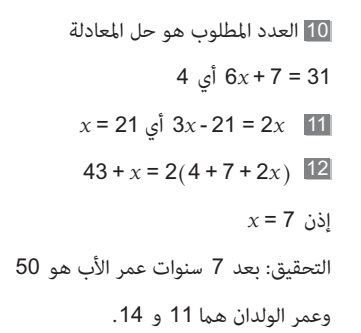 10 العدد المطلوب هو حل المعادلة
6x + 7 = 31 أي 4
11 3x - 21 = 2x أي x = 21
12 43 + x = 2(4 + 7 + 2x)
إذن x = 7
التحقيق: بعد 7 سنوات عمر الأب هو 50
وعمر الولدان هما 11 و 14.